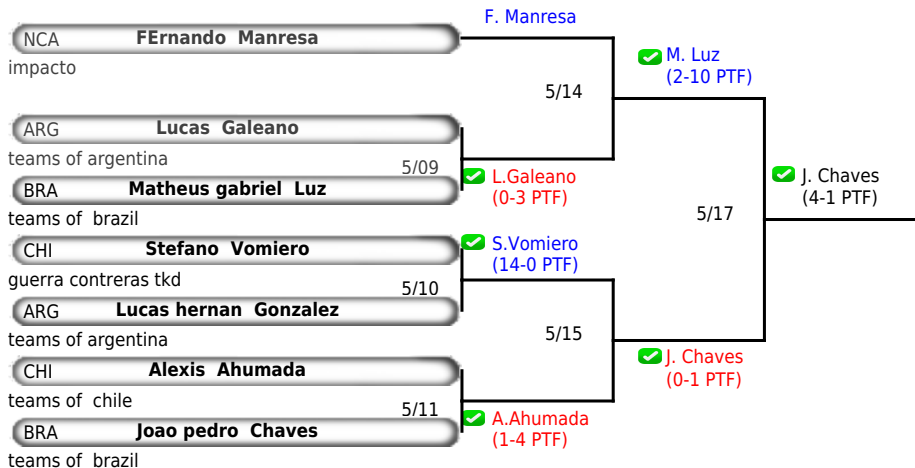 F. Manresa
NCA FErnando Manresa
impacto
M. Luz
(2-10 PTF)
5/14
ARG Lucas Galeano
teams of argentina
5/09
L.Galeano
(0-3 PTF)
BRA Matheus gabriel Luz
teams of brazil
J. Chaves
(4-1 PTF)
5/17
CHI Stefano Vomiero
S.Vomiero
(14-0 PTF)
guerra contreras tkd
5/10
ARG Lucas hernan Gonzalez
teams of argentina
5/15
J. Chaves
(0-1 PTF)
CHI Alexis Ahumada
teams of chile
5/11
A.Ahumada
(1-4 PTF)
BRA Joao pedro Chaves
teams of brazil